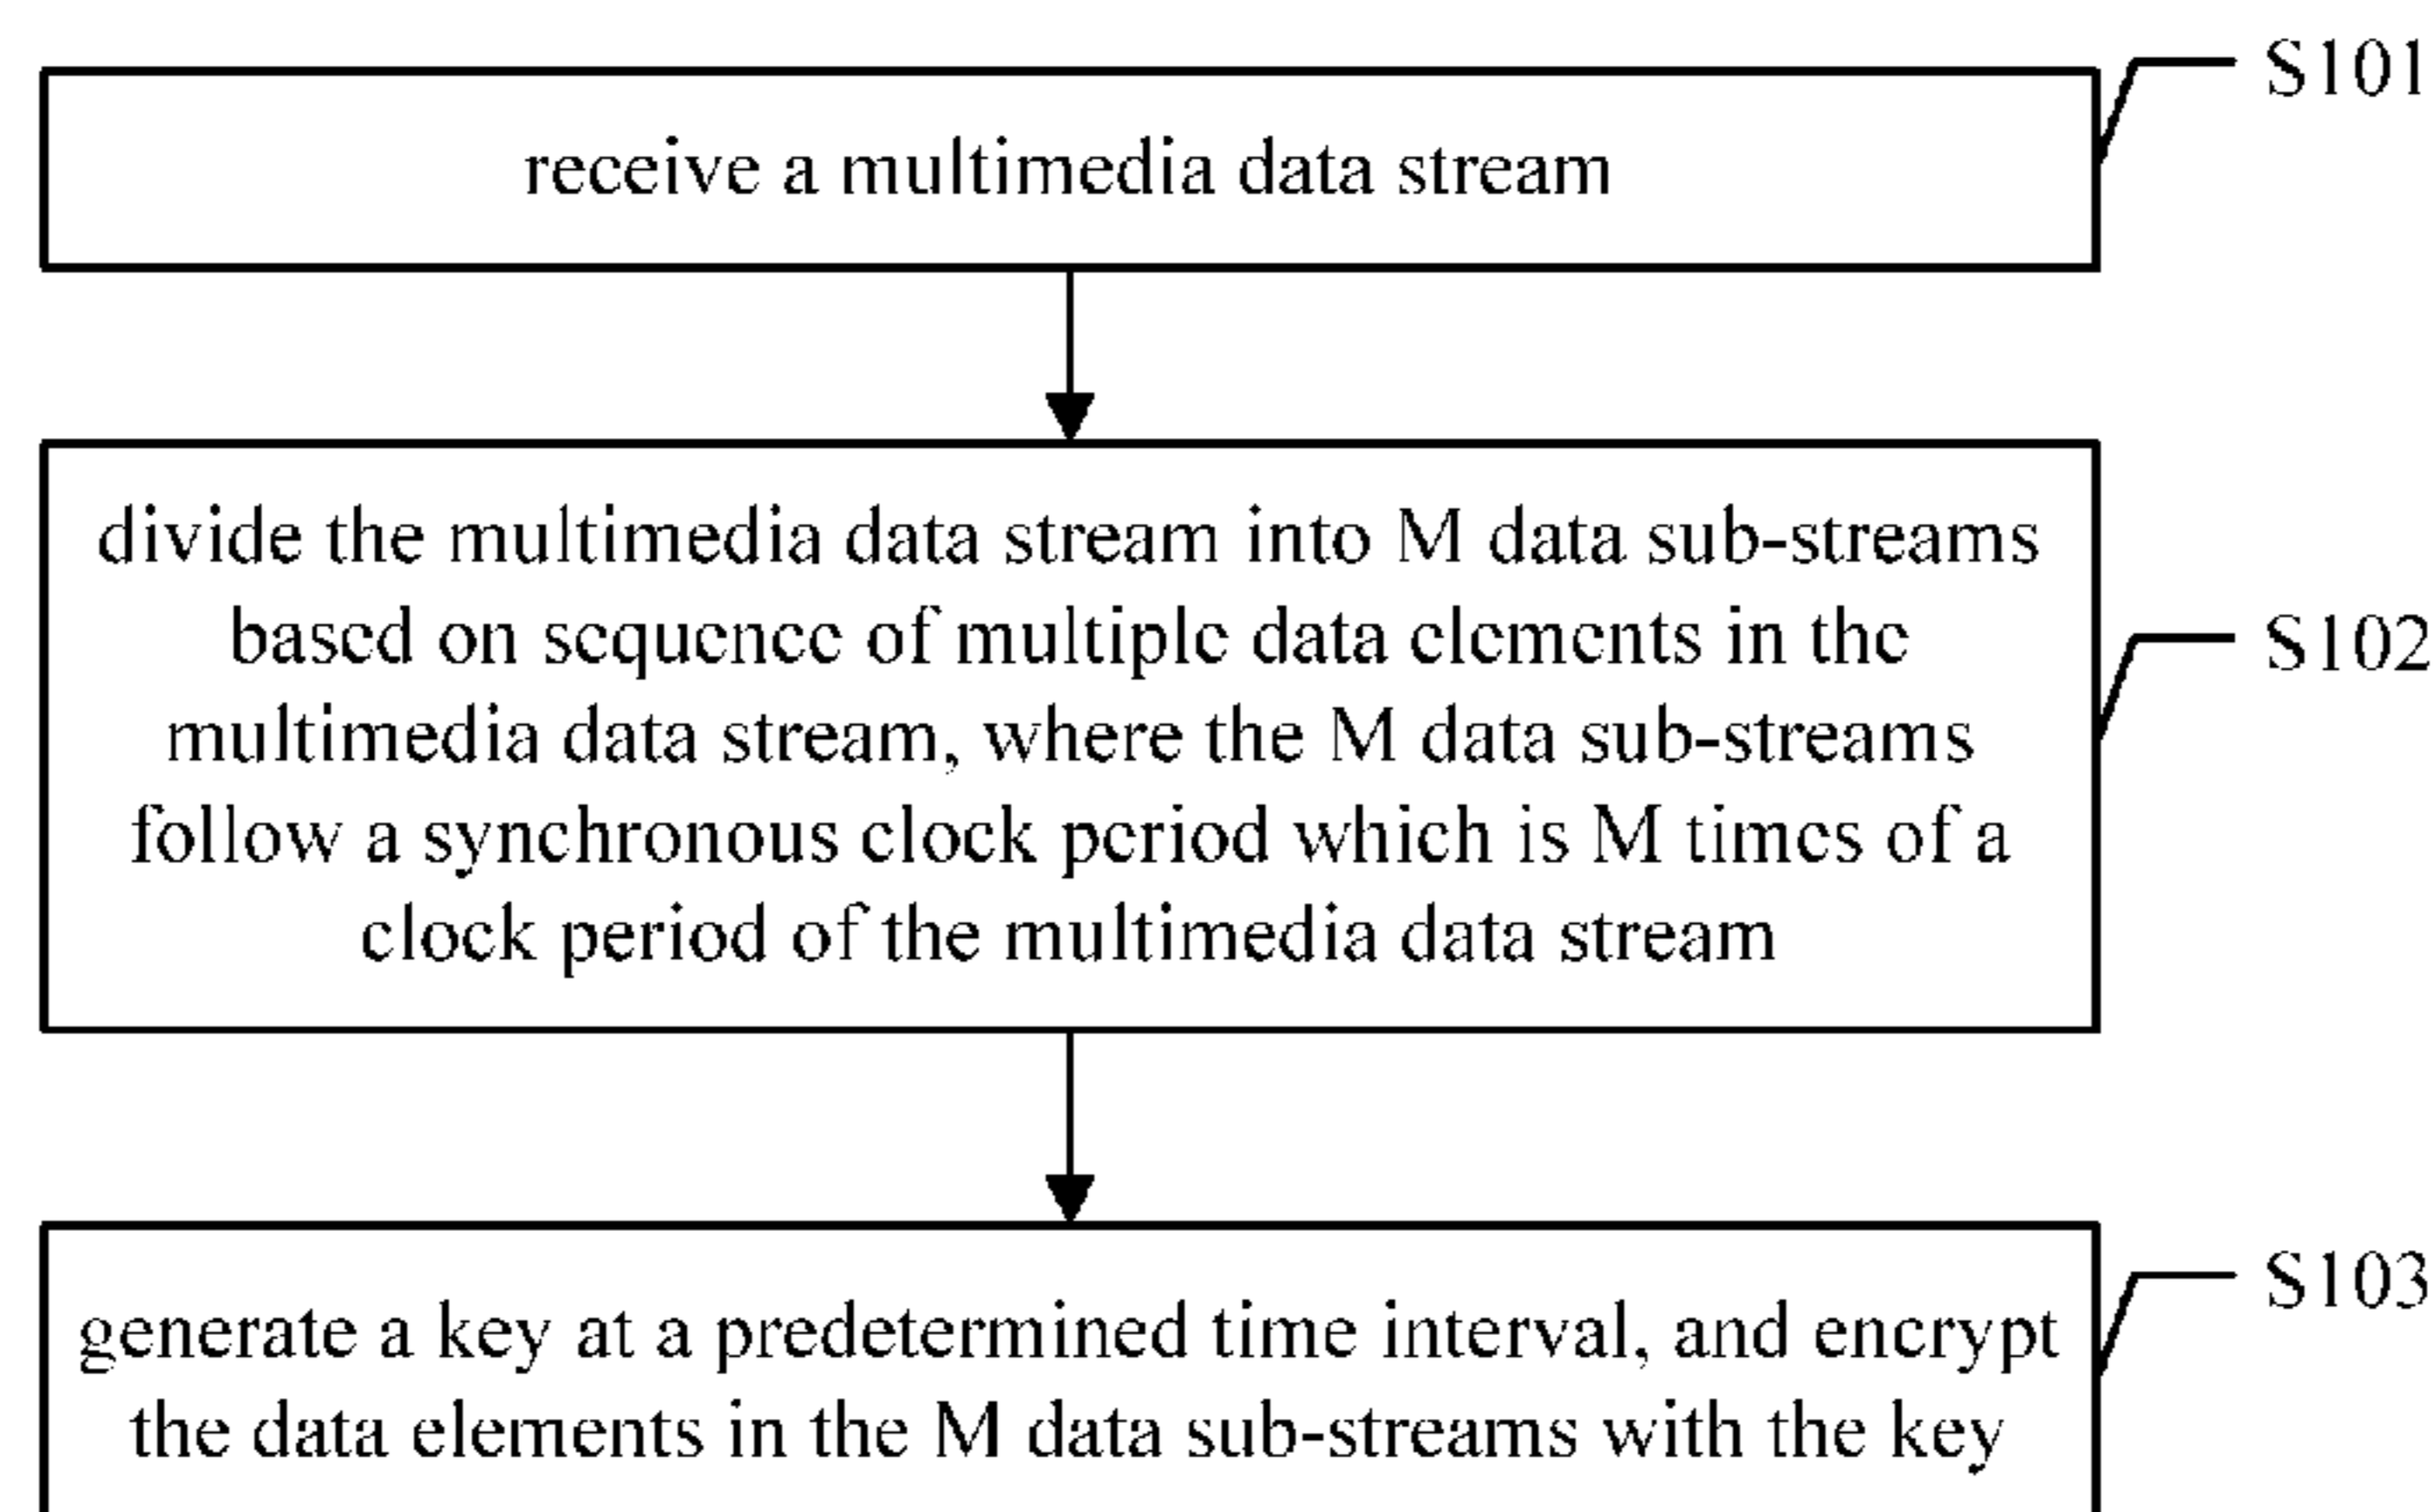 S101
receive a multimedia data stream
divide the multimedia data stream into M data sub-streams
based on sequence of multiple data elements in the
multimedia data stream, where the M data sub-streams
follow a synchronous clock period which is M times of a
clock period of the multimedia data stream
S102
S103
generate a key at a predetermined time interval, and encrypt
the data elements in the M data sub-streams with the key